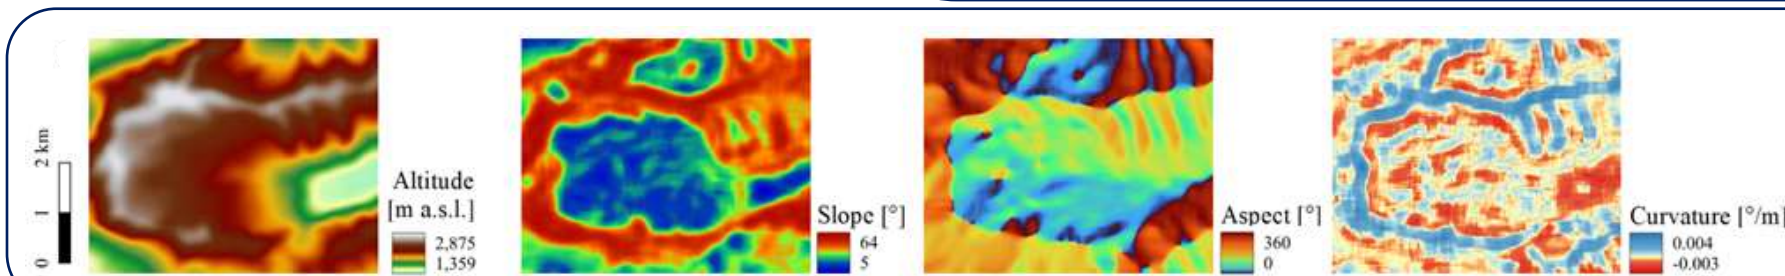 2 km
1
0
Altitude
[m a.s.l.]
2,875
1,359
Slope [°]
64
5
Aspect [°]
360
0
Curvature [°/m]
0.004
-0.003